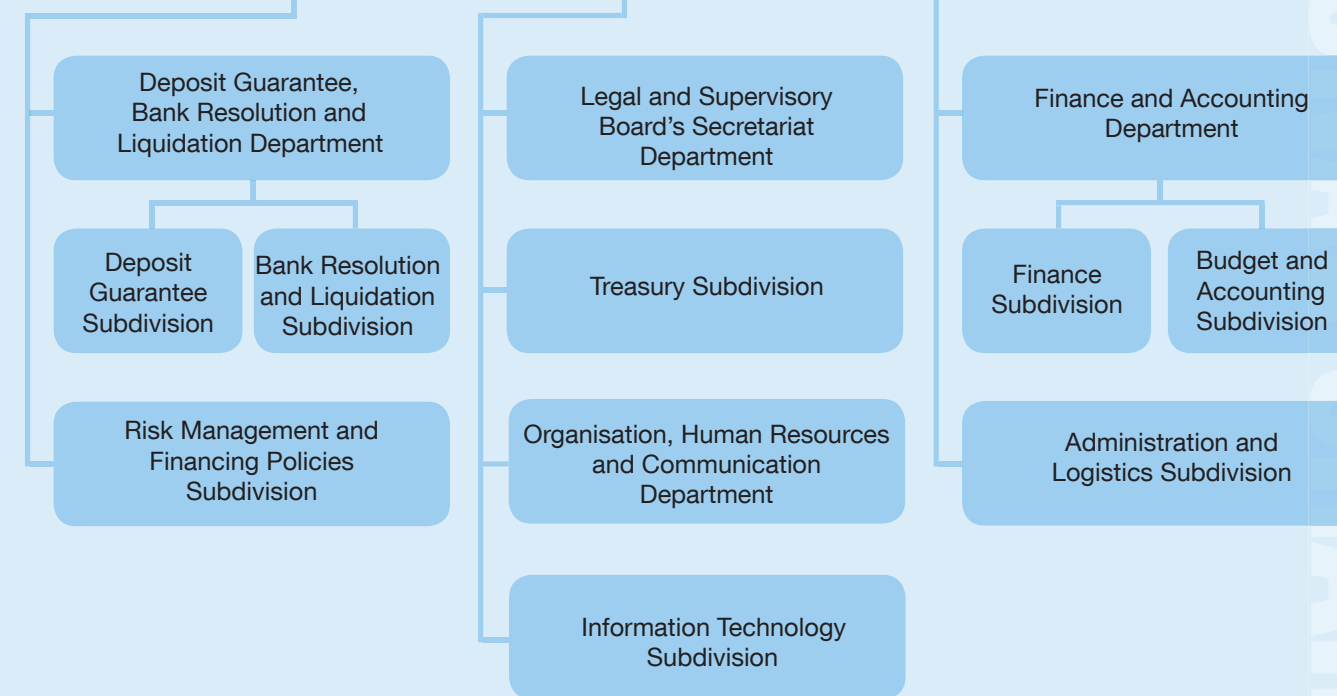 Deposit Guarantee,
Bank Resolution and
Liquidation Department
Deposit
Guarantee
Subdivision
Bank Resolution
and Liquidation
Subdivision
Risk Management and
Financing Policies
Subdivision
Legal and Supervisory
Board's Secretariat
Department
Treasury Subdivision
Organisation, Human Resources
and Communication
Department
Information Technology
Subdivision
Finance and Accounting
Department
Finance
Subdivision
Budget and
Accounting
Subdivision
Administration and
Logistics Subdivision